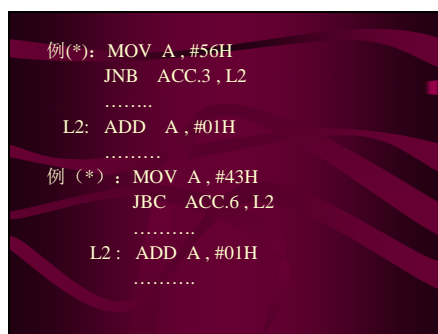 例(*): MOV A , #56H
JNB ACC.3 , L2
……..
L2: ADD A , #01H
………
例（*）：MOV A , #43H
JBC ACC.6 , L2
……….
L2 : ADD A , #01H
……….